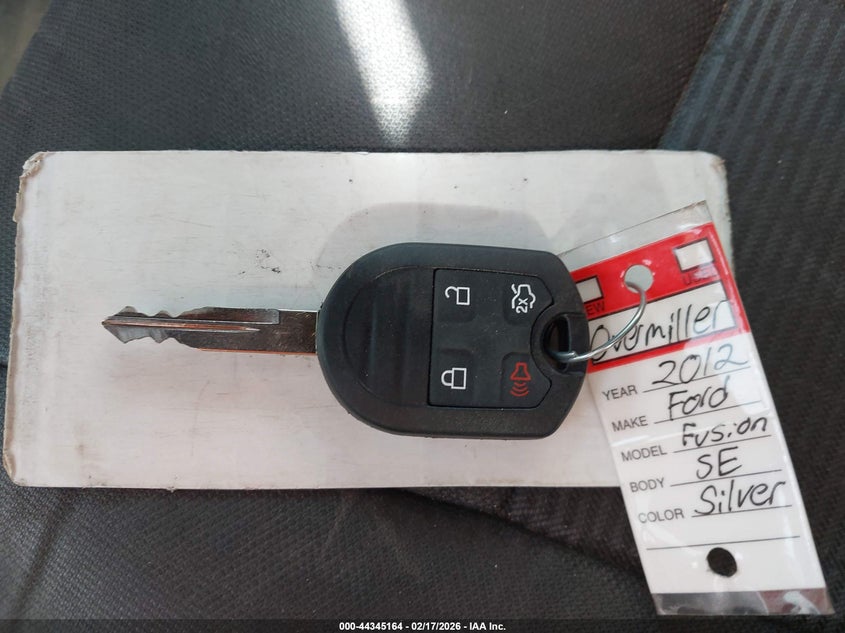 2X
EW
Overmiller
YEAR 2012
MAKE Ford
MODEL Fusion
BODY SE
COLOR Silver
000-44345164 - 02/17/2026 - IAA Inc.